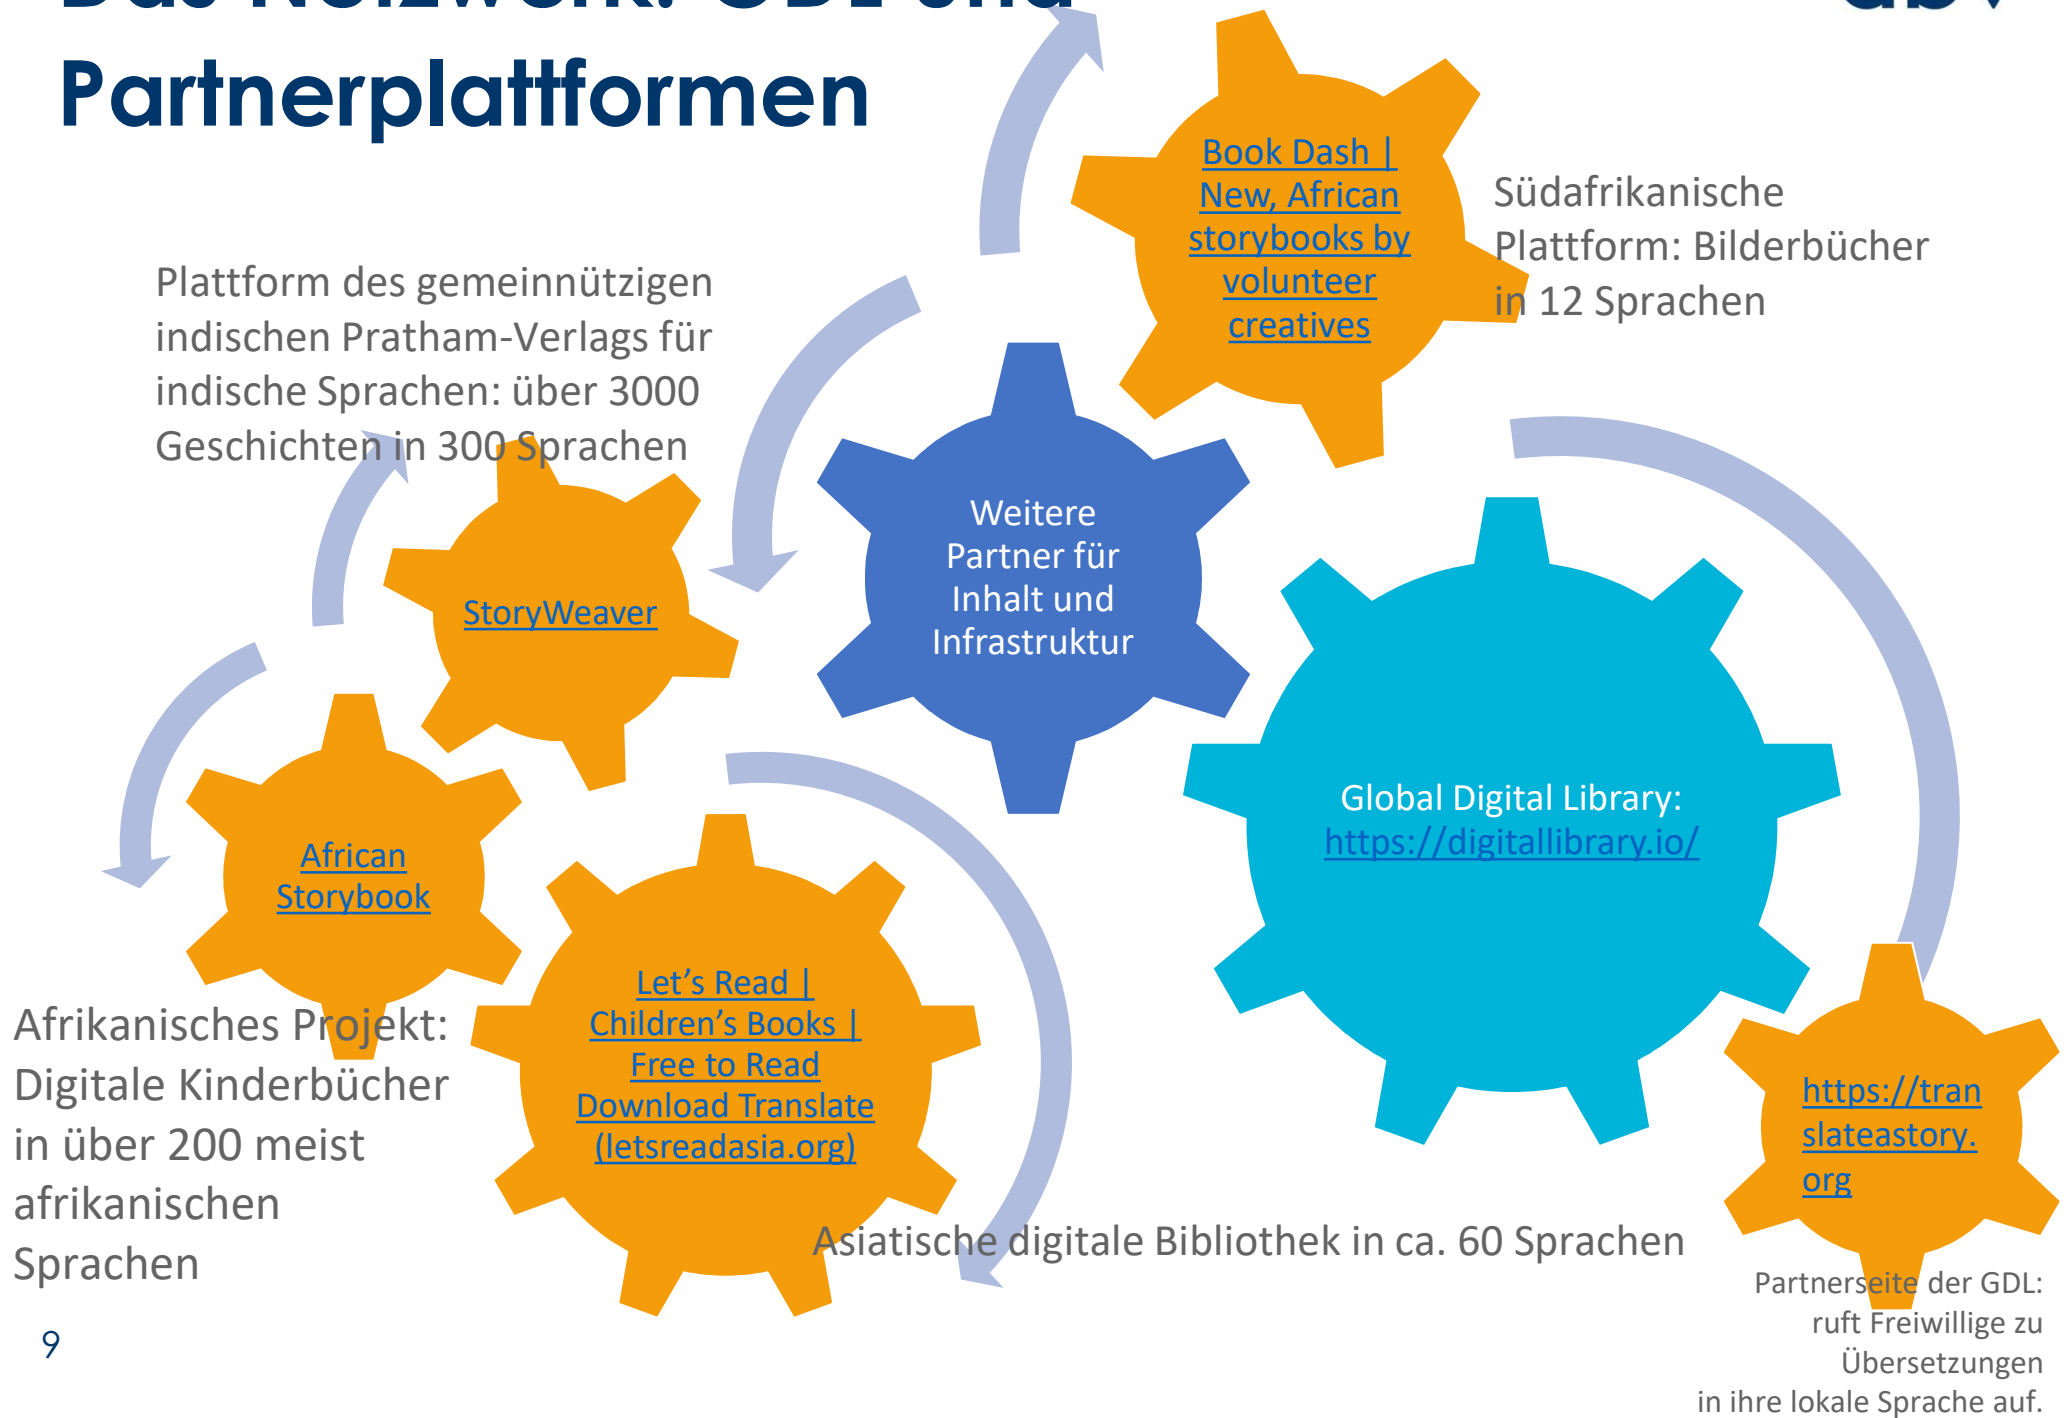 Das Netzwerk: GDL und
Partnerplattformen
Book Dash |
New, African
storybooks by
volunteer
creatives
Südafrikanische
Plattform: Bilderbücher
in 12 Sprachen
Plattform des gemeinnützigen
indischen Pratham-Verlags für
indische Sprachen: über 3000
Geschichten in 300 Sprachen
StoryWeaver
Weitere
Partner für
Inhalt und
Infrastruktur
Global Digital Library:
https://digitallibrary.io/
African
Storybook
Afrikanisches Projekt:
Digitale Kinderbücher
in über 200 meist
afrikanischen
Sprachen
Let’s Read |
Children’s Books |
Free to Read
Download Translate
(letsreadasia.org)
Asiatische digitale Bibliothek in ca. 60 Sprachen
https://tran
slateastory.
org
Partnerseite der GDL:
ruft Freiwillige zu
Übersetzungen
in ihre lokale Sprache auf.
9